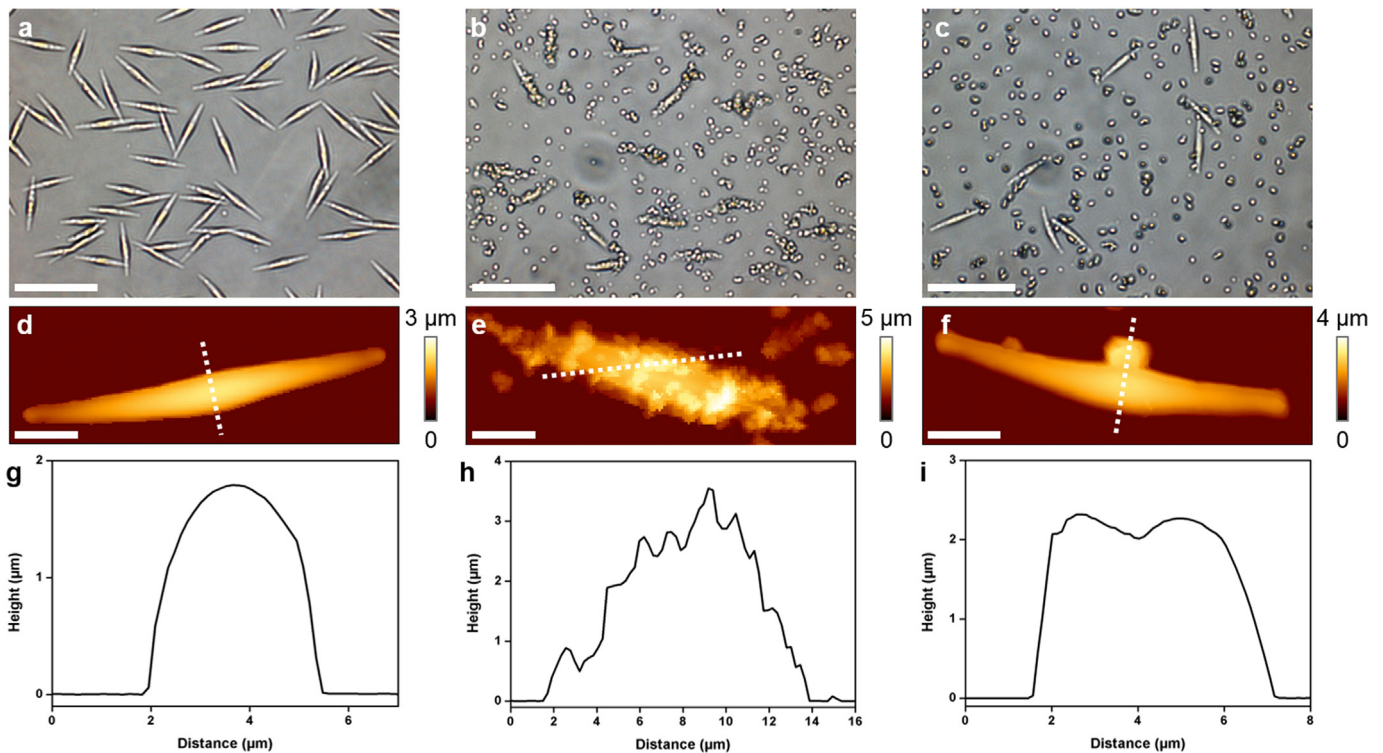 a
b
c
d
3 μm
0
e
5 μm
0
f
4 μm
0
g
2
1
0
Height (μm)
0 2 4 6
Distance (μm)
h
4
3
2
1
0
Height (μm)
0 2 4 6 8 10 12 14 16
Distance (μm)
i
3
2
1
0
Height (μm)
0 2 4 6 8
Distance (μm)